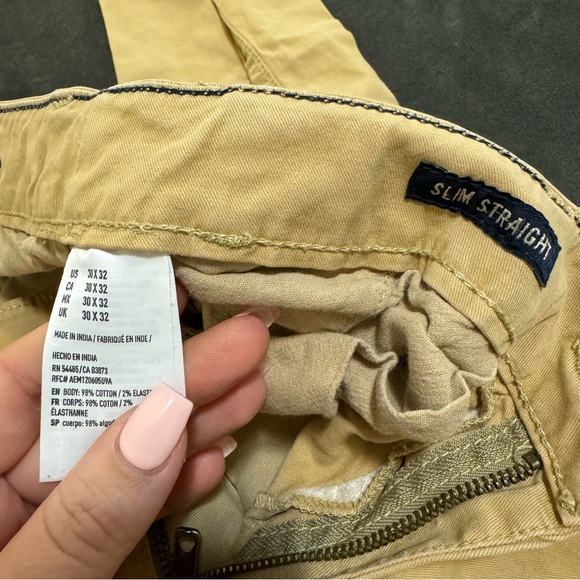 SLIM STRAIGHT
US 30 X 32
CA 30 X 32
MX 30 X 32
UK 30 X 32
MADE IN INDIA / FABRIQUÉ EN INDE /
HECHO EN INDIA
RN 54485/CA 03873
RFC# AEM120605U9A
EN BODY: 98% COTTON / 2%
FR CORPS: 98% COTON / 2%
ÉLASTHANNE
SP cuerpo: 98%